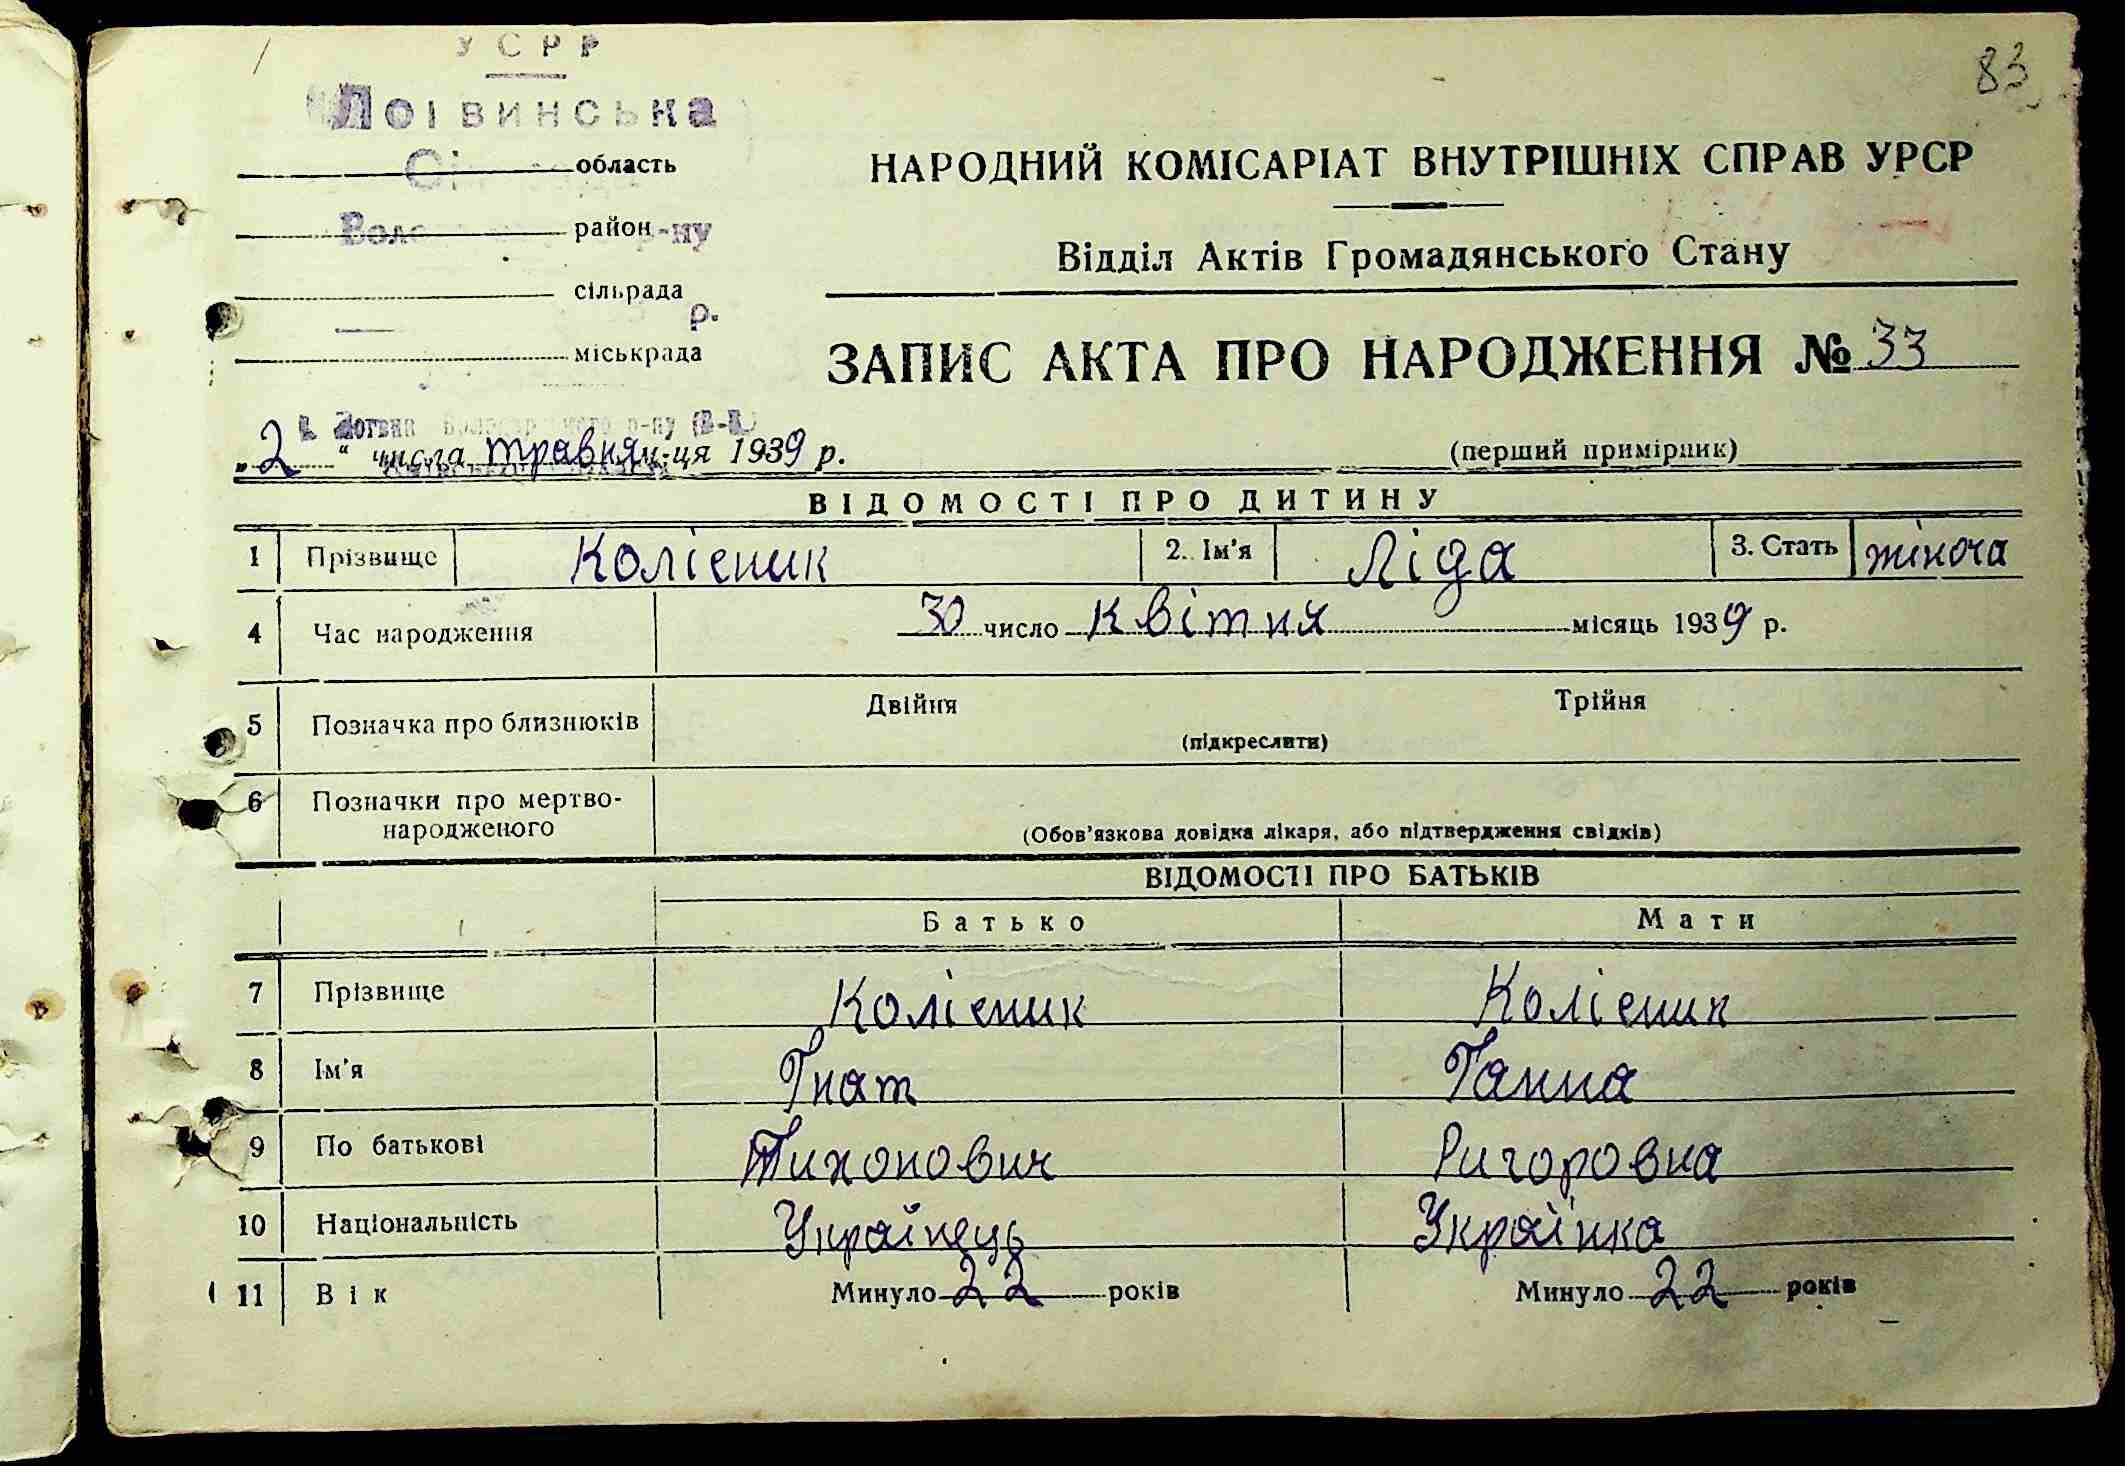 УСРР
83
Логвинська
область
НАРОДНИЙ КОМІСАРІАТ ВНУТРІШНІХ СПРАВ УРСР
район р-ну
Відділ Актів Громадянського Стану
сільрада
р.
міськрада
ЗАПИС АКТА ПРО НАРОДЖЕННЯ № 33
„2“ числа травня м-ця 1939 р.
(перший примірник)
ВІДОМОСТІ ПРО ДИТИНУ
1 Прізвище Колісник 2. Ім'я Ліда 3. Стать жіноча
4 Час народження 30 число Квітня місяць 1939 р.
5 Позначка про близнюків Двійня Трійня
(підкреслити)
6 Позначки про мертво-
народженого
(Обов'язкова довідка лікаря, або підтвердження свідків)
ВІДОМОСТІ ПРО БАТЬКІВ
Батько Мати
7 Прізвище Колісник Колісник
8 Ім'я Гнат Ганна
9 По батькові Тихонович Ригоровна
10 Національність Українець Українка
11 Вік Минуло 22 років Минуло 22 років